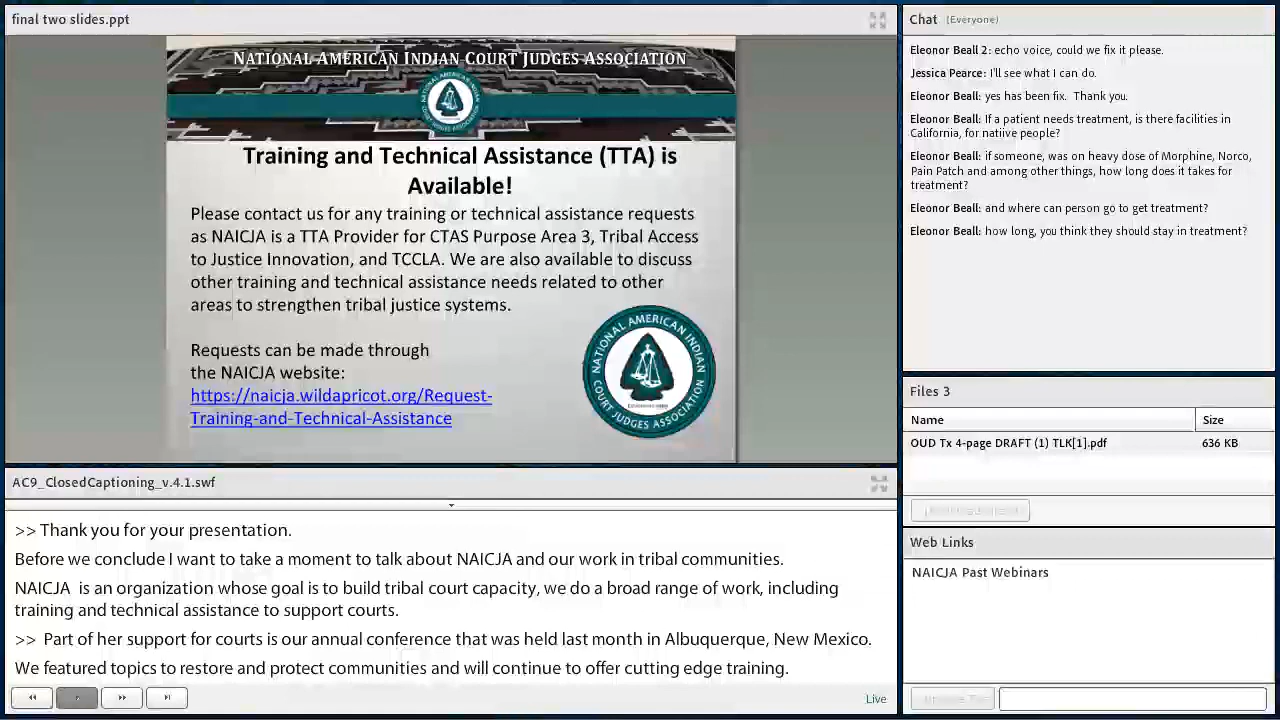 final two slides.ppt
NATIONAL AMERICAN INDIAN COURT JUDGES ASSOCIATION
NATIONAL AMERICAN INDIAN
COURT JUDGES ASSOCIATION
Training and Technical Assistance (TTA) is
Available!
Please contact us for any training or technical assistance requests
as NAICJA is a TTA Provider for CTAS Purpose Area 3, Tribal Access
to Justice Innovation, and TCCLA. We are also available to discuss
other training and technical assistance needs related to other
areas to strengthen tribal justice systems.
Requests can be made through
the NAICJA website:
https://naicja.wildapricot.org/Request-
Training-and-Technical-Assistance
NATIONAL AMERICAN INDIAN
COURT JUDGES ASSOCIATION
AC9_ClosedCaptioning_v.4.1.swf
>> Thank you for your presentation.
Before we conclude I want to take a moment to talk about NAICJA and our work in tribal communities.
NAICJA is an organization whose goal is to build tribal court capacity, we do a broad range of work, including
training and technical assistance to support courts.
>> Part of her support for courts is our annual conference that was held last month in Albuquerque, New Mexico.
We featured topics to restore and protect communities and will continue to offer cutting edge training.
Live
Chat (Everyone)
Eleonor Beall 2: echo voice, could we fix it please.
Jessica Pearce: I'll see what I can do.
Eleonor Beall: yes has been fix. Thank you.
Eleonor Beall: If a patient needs treatment, is there facilities in
California, for natiive people?
Eleonor Beall: if someone, was on heavy dose of Morphine, Norco,
Pain Patch and among other things, how long does it takes for
treatment?
Eleonor Beall: and where can person go to get treatment?
Eleonor Beall: how long, you think they should stay in treatment?
Files 3
Name Size
OUD Tx 4-page DRAFT (1) TLK[1].pdf 636 KB
Web Links
NAICJA Past Webinars